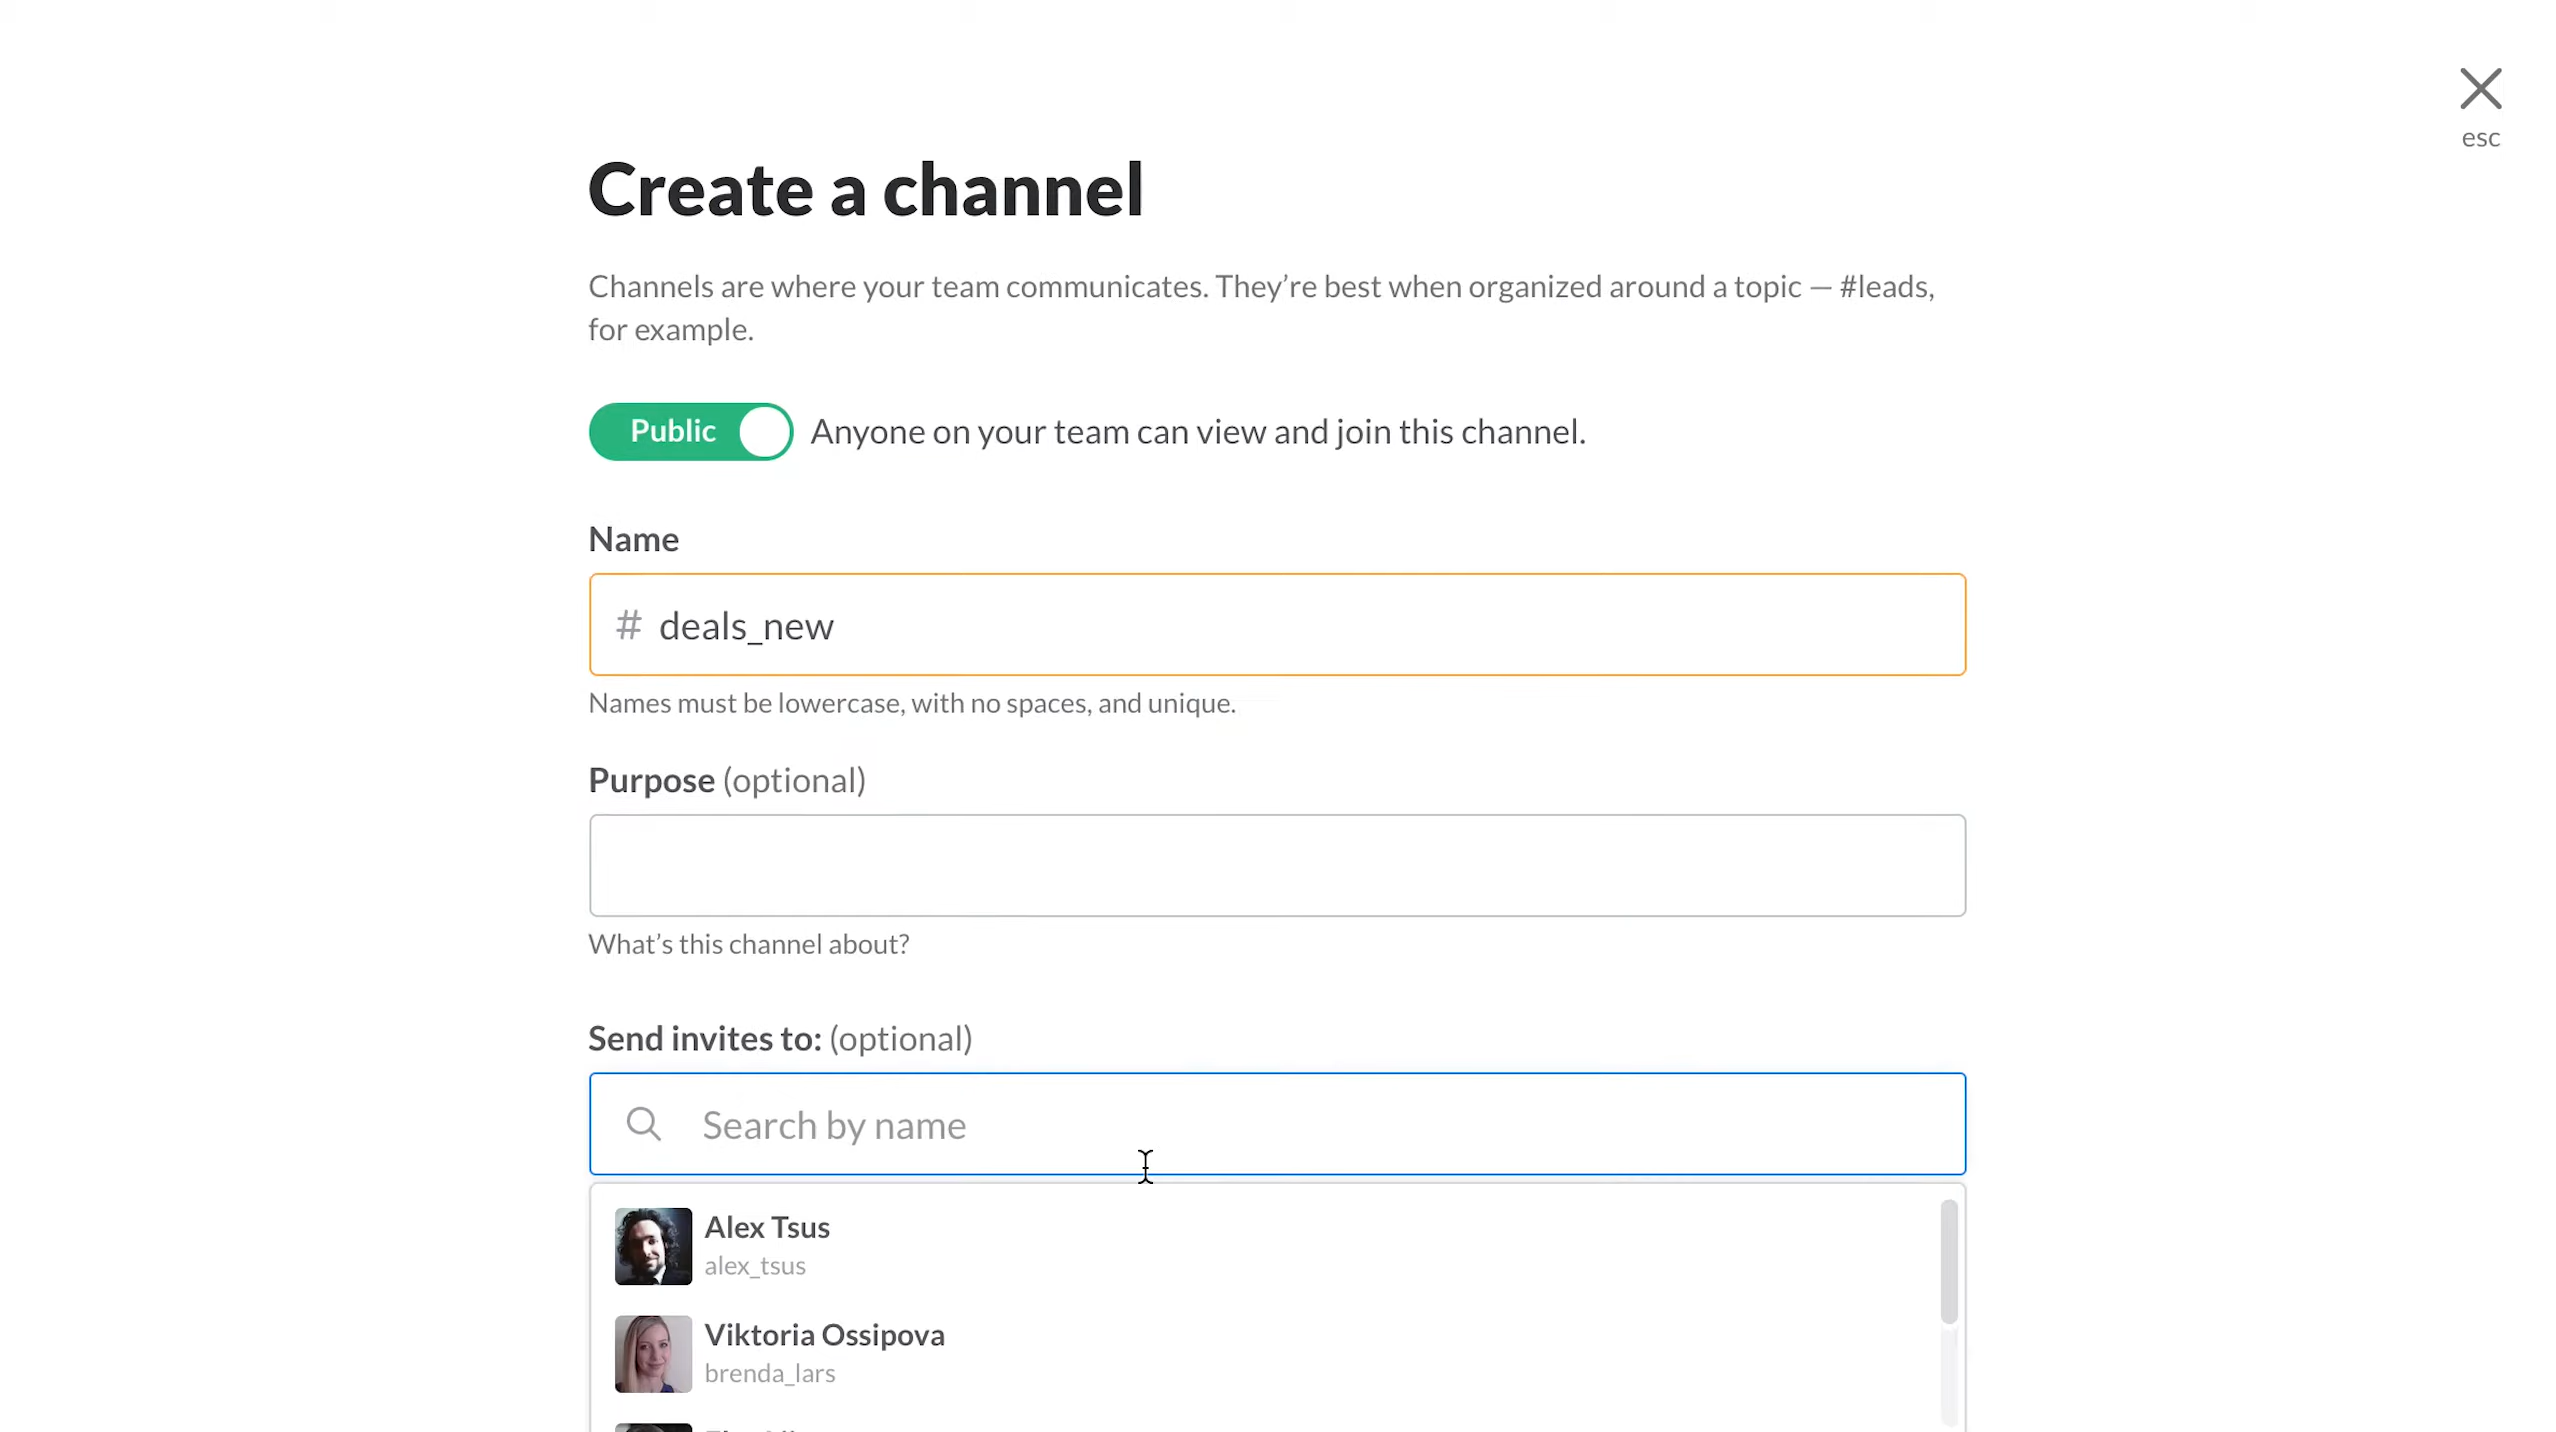 esc
Create a channel
Channels are where your team communicates. They’re best when organized around a topic — #leads,
for example.
Public Anyone on your team can view and join this channel.
Name
# deals_new
Names must be lowercase, with no spaces, and unique.
Purpose (optional)
What’s this channel about?
Send invites to: (optional)
Search by name
Alex Tsus
alex_tsus
Viktoria Ossipova
brenda_lars